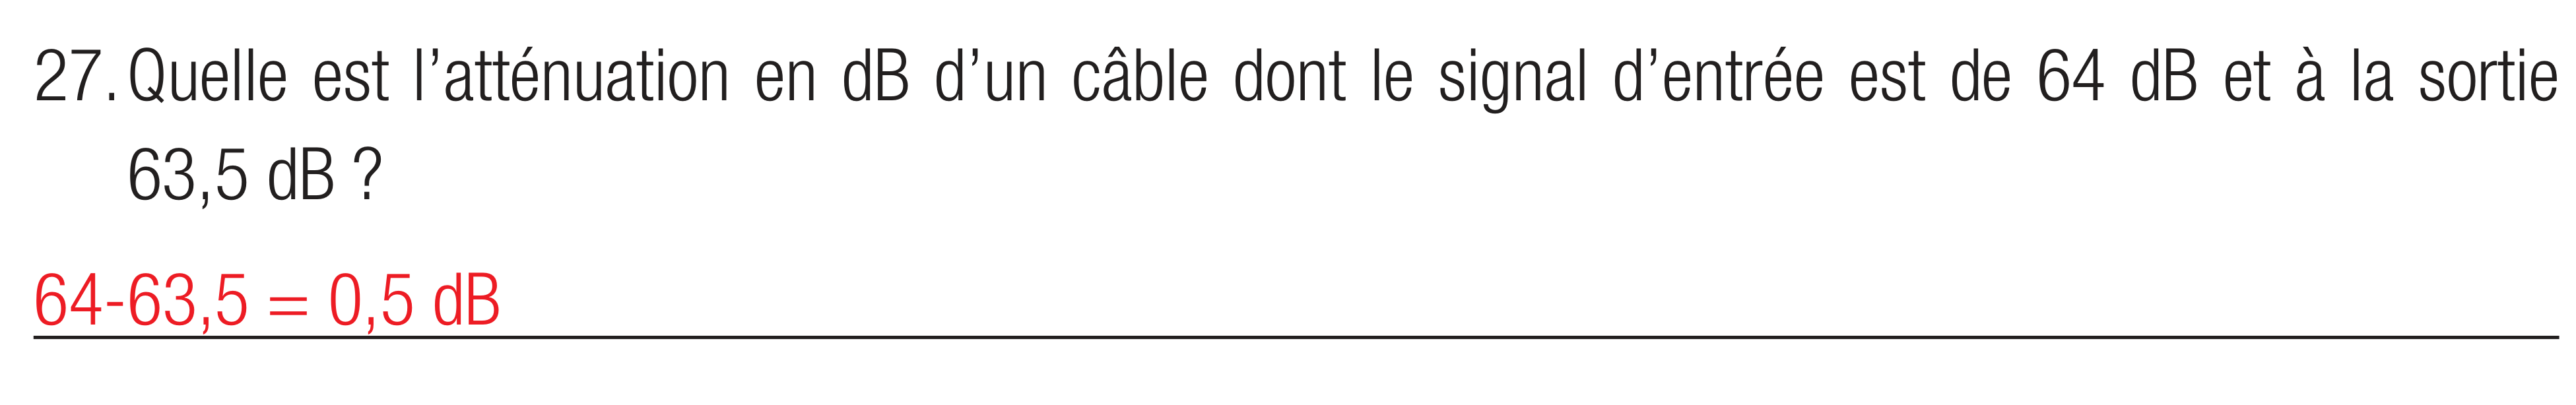 27. Quelle est l’atténuation en dB d’un câble dont le signal d’entrée est de 64 dB et à la sortie
63,5 dB ?
64-63,5 = 0,5 dB